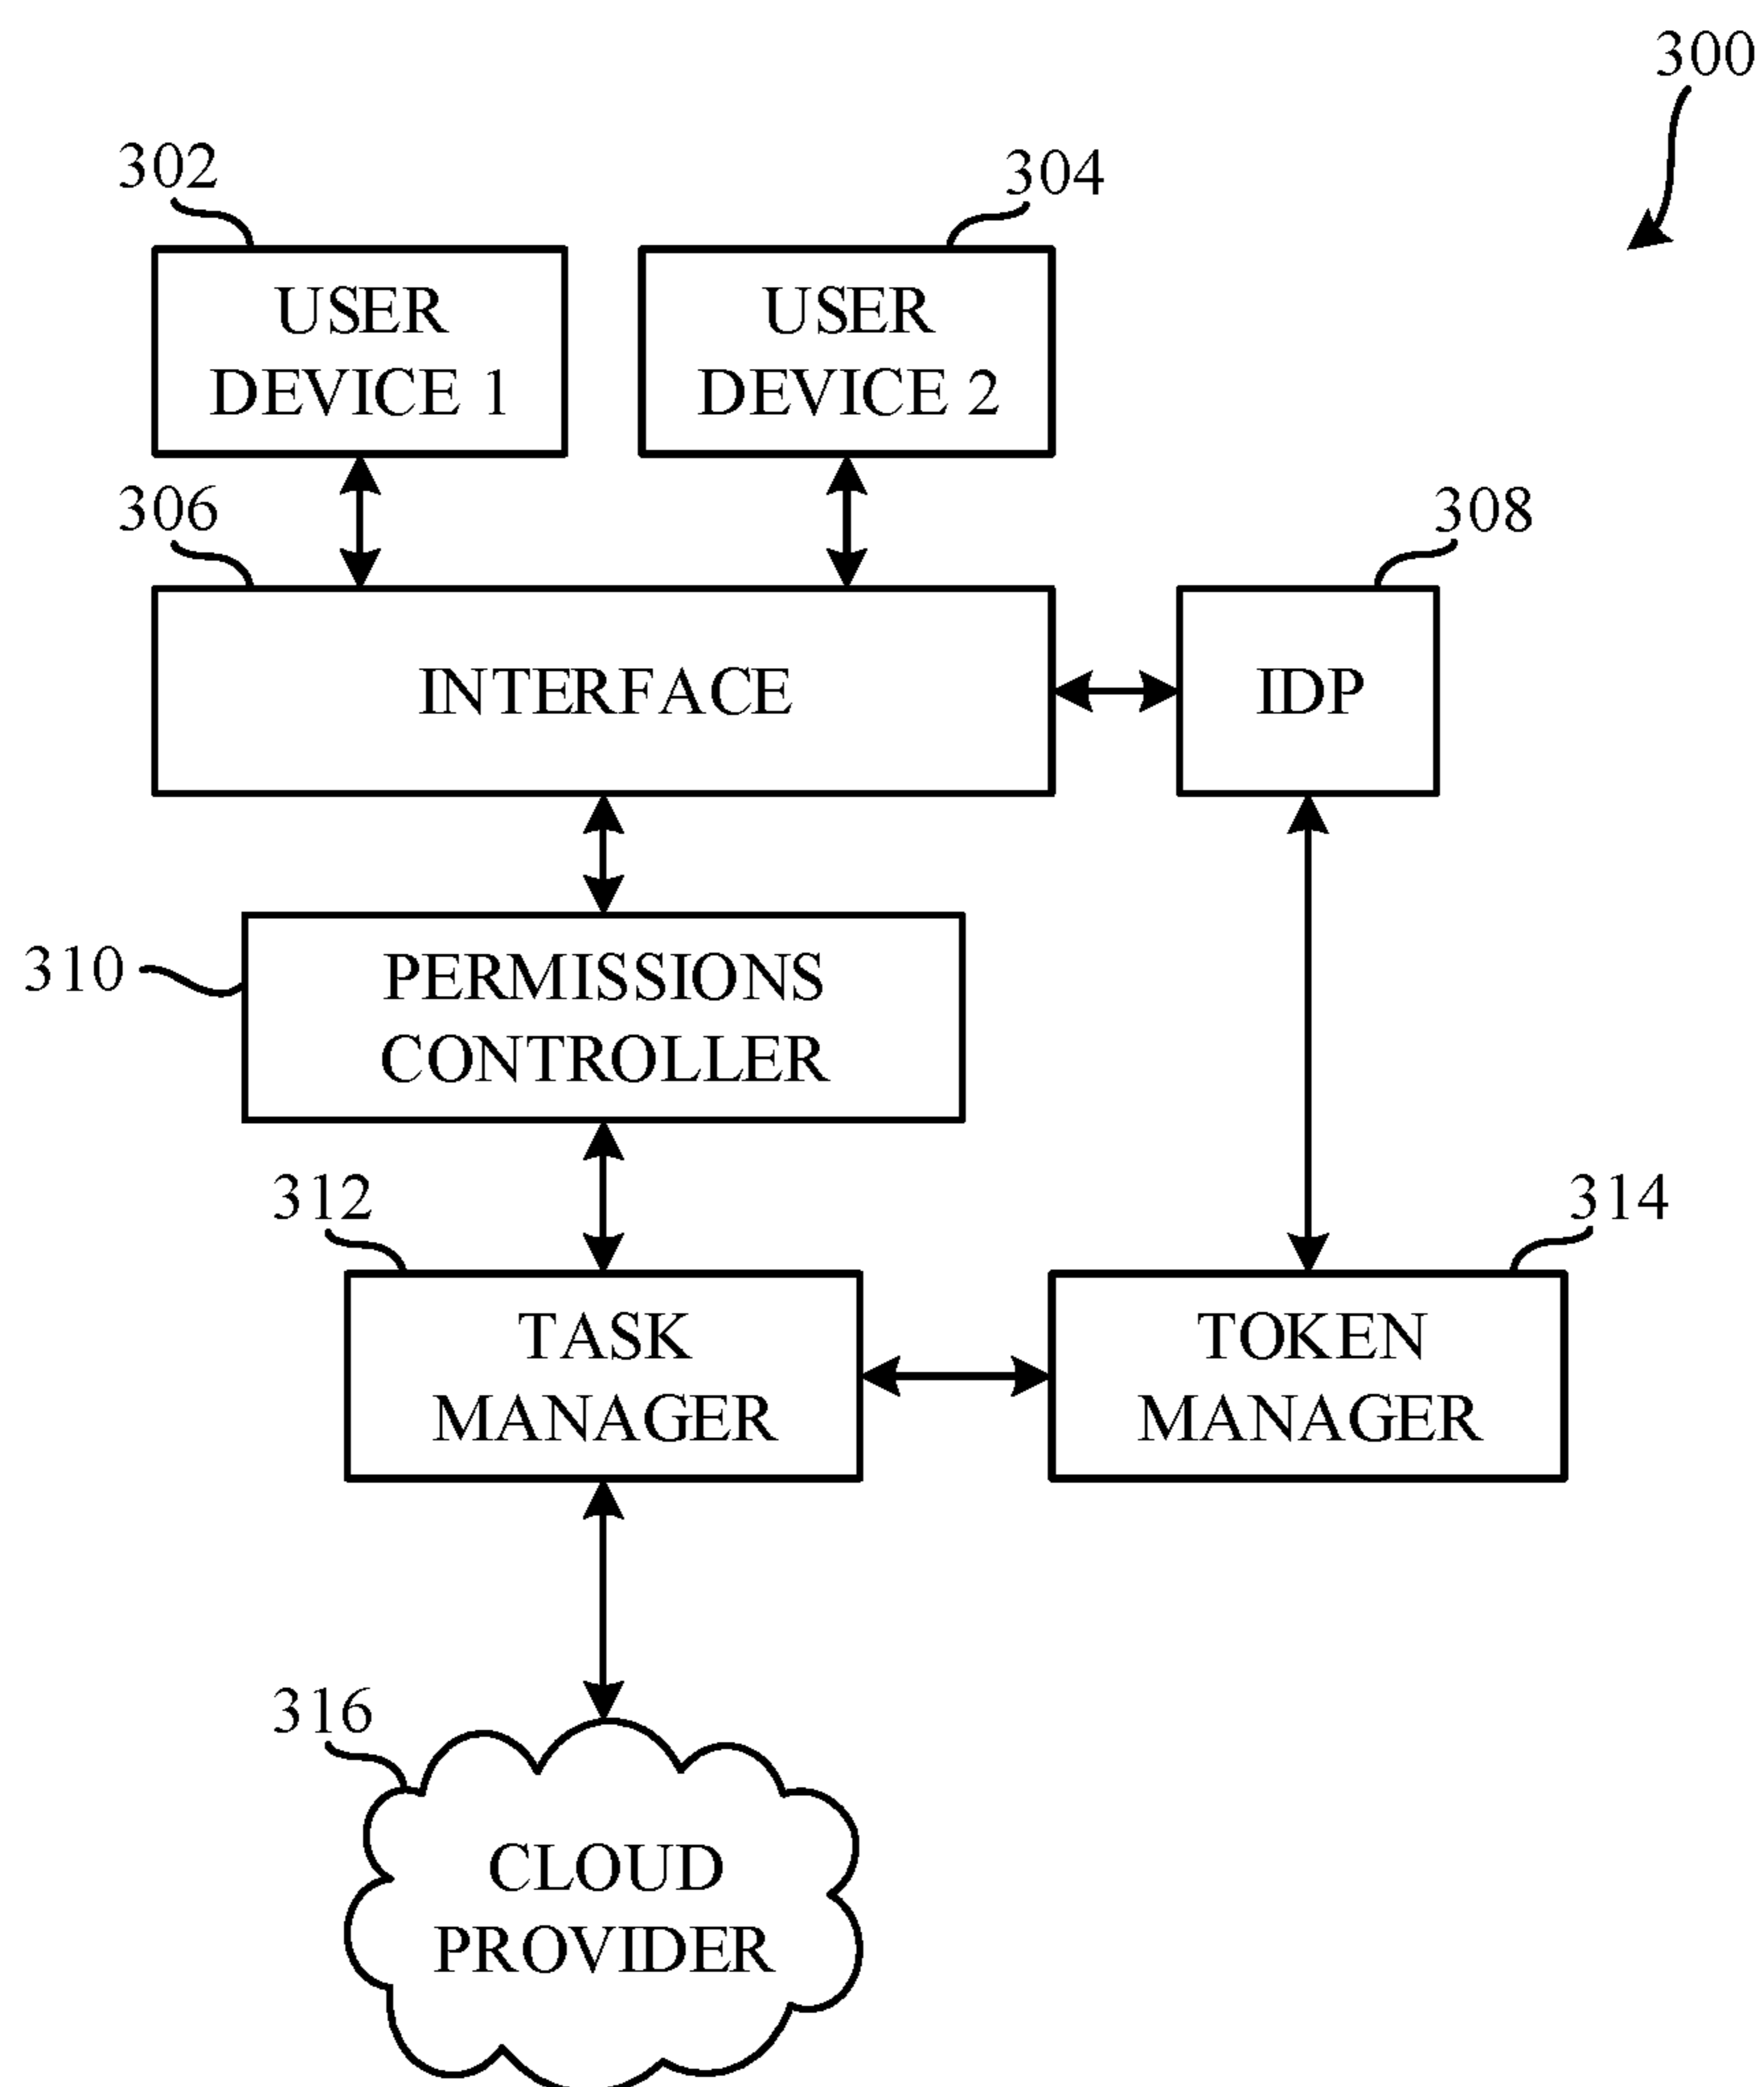 300
302
304
USER
DEVICE 1
USER
DEVICE 2
306
308
INTERFACE
IDP
310
PERMISSIONS
CONTROLLER
312
314
TASK
MANAGER
TOKEN
MANAGER
316
CLOUD
PROVIDER